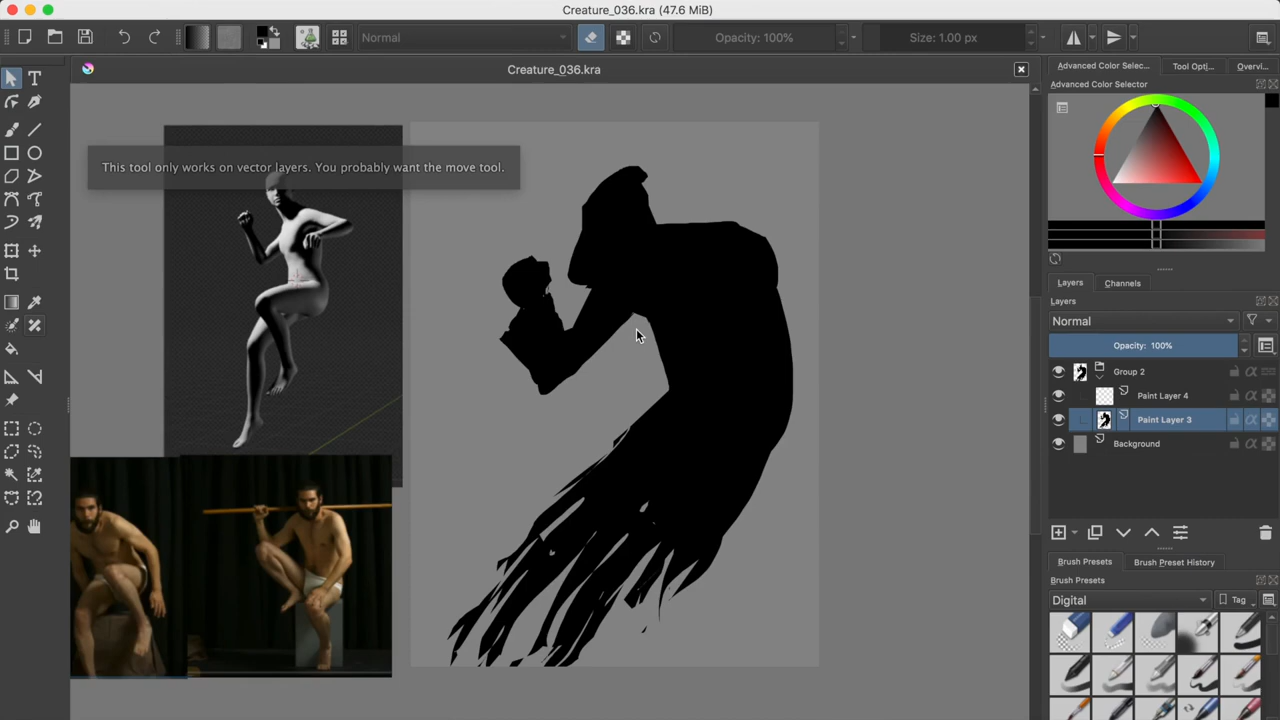 Creature_036.kra (47.6 MiB)
Normal
Opacity: 100%
Size: 1.00 px
Creature_036.kra
Advanced Color Selec...
Tool Opti...
Overvi...
Advanced Color Selector
T
This tool only works on vector layers. You probably want the move tool.
Layers
Channels
Layers
Normal
Opacity: 100%
Group 2
Paint Layer 4
Paint Layer 3
Background
Brush Presets
Brush Preset History
Brush Presets
Digital
Tag